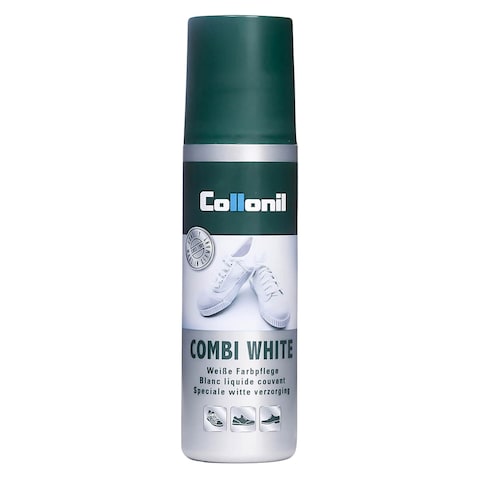 Collonil
COMBI WHITE
Weiße Farbpflege
Blanc liquide couvant
Speciale witte verzorging